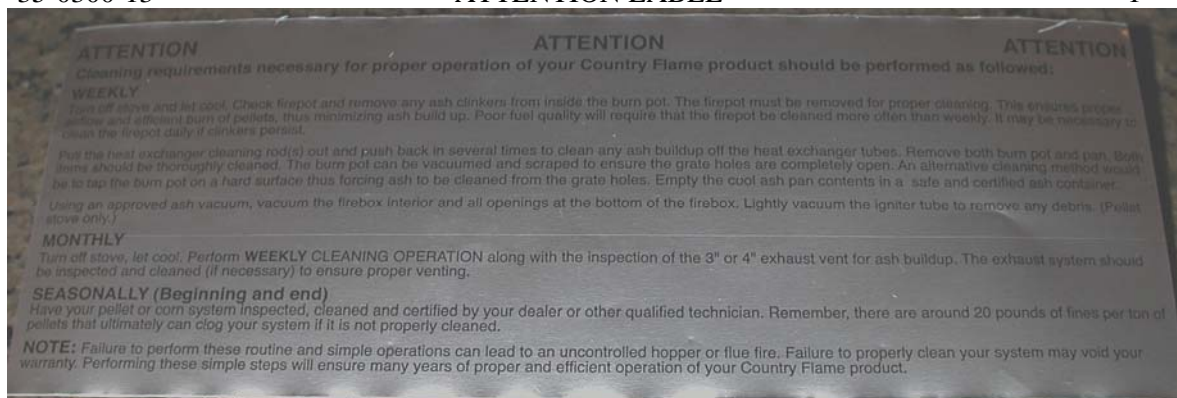 ATTENTION ATTENTION ATTENTION
Cleaning requirements necessary for proper operation of your Country Flame product should be performed as followed:
WEEKLY
Turn off stove and let cool. Check firepot and remove any ash clinkers from inside the burn pot. The firepot must be removed for proper cleaning. This ensures proper
airflow and efficient burn of pellets, thus minimizing ash build up. Poor fuel quality will require that the firepot be cleaned more often than weekly. It may be necessary to
clean the firepot daily if clinkers persist.
Pull the heat exchanger cleaning rod(s) out and push back in several times to clean any ash buildup off the heat exchanger tubes. Remove both burn pot and pan. Both
items should be thoroughly cleaned. The burn pot can be vacuumed and scraped to ensure the grate holes are completely open. An alternative cleaning method would
be to tap the burn pot on a hard surface thus forcing ash to be cleaned from the grate holes. Empty the cool ash pan contents in a safe and certified ash container.
Using an approved ash vacuum, vacuum the firebox interior and all openings at the bottom of the firebox. Lightly vacuum the igniter tube to remove any debris. (Pellet
stove only.)
MONTHLY
Turn off stove, let cool. Perform WEEKLY CLEANING OPERATION along with the inspection of the 3" or 4" exhaust vent for ash buildup. The exhaust system should
be inspected and cleaned (if necessary) to ensure proper venting.
SEASONALLY (Beginning and end)
Have your pellet or corn system inspected, cleaned and certified by your dealer or other qualified technician. Remember, there are around 20 pounds of fines per ton of
pellets that ultimately can clog your system if it is not properly cleaned.
NOTE: Failure to perform these routine and simple operations can lead to an uncontrolled hopper or flue fire. Failure to properly clean your system may void your
warranty. Performing these simple steps will ensure many years of proper and efficient operation of your Country Flame product.